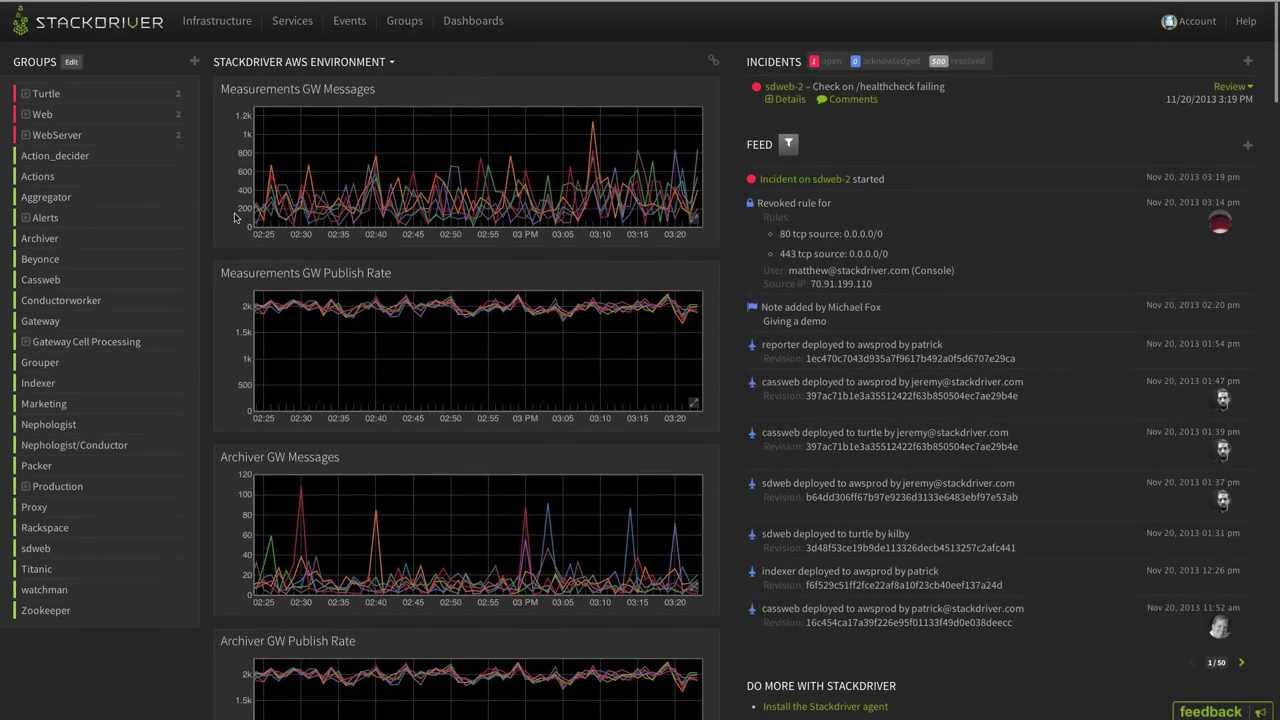 STACKDRIVER
Infrastructure Services Events Groups Dashboards Account Help
GROUPS Edit
Turtle 2
Web 2
WebServer 2
Action_decider
Actions
Aggregator
Alerts
Archiver
Beyonce
Cassweb
Conductorworker
Gateway
Gateway Cell Processing
Grouper
Indexer
Marketing
Nephologist
Nephologist/Conductor
Packer
Production
Proxy
Rackspace
sdweb
Titanic
watchman
Zookeeper
STACKDRIVER AWS ENVIRONMENT
Measurements GW Messages
1.2k
1k
800
600
400
200
0
02:25 02:30 02:35 02:40 02:45 02:50 02:55 03 PM 03:05 03:10 03:15 03:20
Measurements GW Publish Rate
2k
1.5k
1k
500
0
02:25 02:30 02:35 02:40 02:45 02:50 02:55 03 PM 03:05 03:10 03:15 03:20
Archiver GW Messages
120
100
80
60
40
20
0
02:25 02:30 02:35 02:40 02:45 02:50 02:55 03 PM 03:05 03:10 03:15 03:20
Archiver GW Publish Rate
2k
1.5k
INCIDENTS 1 open 0 acknowledged 500 resolved
sdweb-2 – Check on /healthcheck failing Review
Details Comments 11/20/2013 3:19 PM
FEED
Incident on sdweb-2 started Nov 20, 2013 03:19 pm
Revoked rule for Nov 20, 2013 03:14 pm
Rules:
80 tcp source: 0.0.0.0/0
443 tcp source: 0.0.0.0/0
User: matthew@stackdriver.com (Console)
Source IP: 70.91.199.110
Note added by Michael Fox Nov 20, 2013 02:20 pm
Giving a demo
reporter deployed to awsprod by patrick Nov 20, 2013 01:54 pm
Revision: 1ec470c7043d935a7f9617b492a0f5d6707e29ca
cassweb deployed to awsprod by jeremy@stackdriver.com Nov 20, 2013 01:47 pm
Revision: 397ac71b1e3a35512422f63b850504ec7ae29b4e
cassweb deployed to turtle by jeremy@stackdriver.com Nov 20, 2013 01:39 pm
Revision: 397ac71b1e3a35512422f63b850504ec7ae29b4e
sdweb deployed to awsprod by jeremy@stackdriver.com Nov 20, 2013 01:37 pm
Revision: b64dd306ff67b97e9236d3133e6483ebf97e53ab
sdweb deployed to turtle by kilby Nov 20, 2013 01:31 pm
Revision: 3d48f53ce19b9de113326decb4513257c2afc441
indexer deployed to awsprod by patrick Nov 20, 2013 12:26 pm
Revision: f6f529c51ff2fce22af8a10f23cb40eef137a24d
cassweb deployed to awsprod by patrick@stackdriver.com Nov 20, 2013 11:52 am
Revision: 16c454ca17a39f226e95f01133f49d0e038deecc
1 / 50
DO MORE WITH STACKDRIVER
Install the Stackdriver agent
feedback